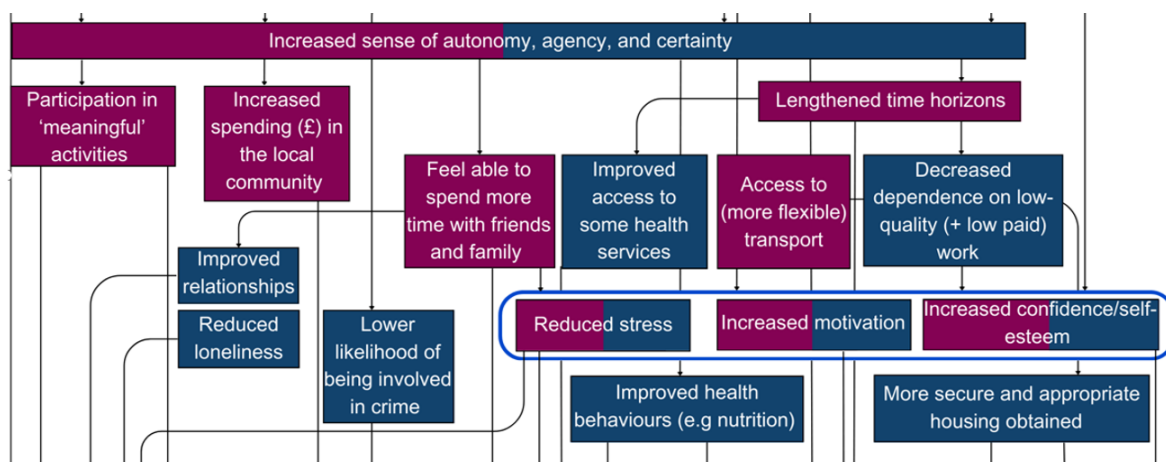 Increased sense of autonomy, agency, and certainty
Participation in
‘meaningful’
activities
Increased
spending (£) in
the local
community
Lengthened time horizons
Feel able to
spend more
time with friends
and family
Improved
access to
some health
services
Access to
(more flexible)
transport
Decreased
dependence on low-
quality (+ low paid)
work
Improved
relationships
Reduced
loneliness
Lower
likelihood of
being involved
in crime
Reduced stress
Increased motivation
Increased confidence/self-
esteem
Improved health
behaviours (e.g nutrition)
More secure and appropriate
housing obtained